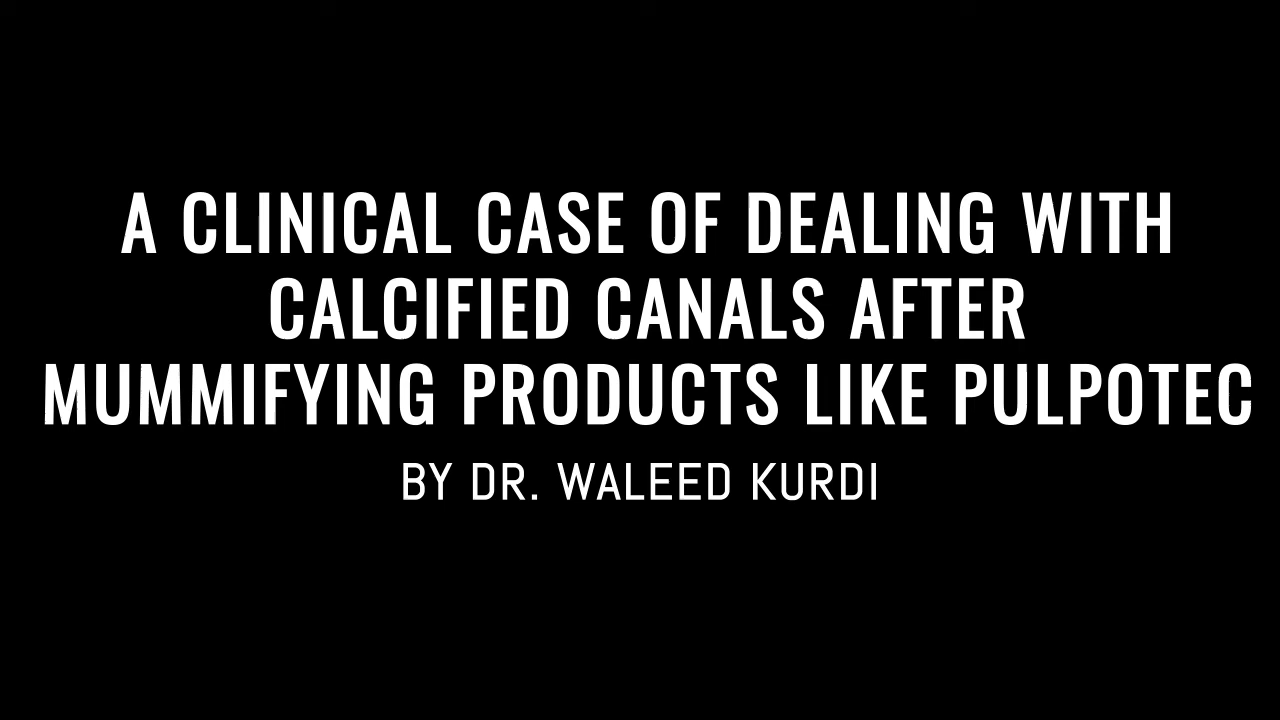 A CLINICAL CASE OF DEALING WITH
CALCIFIED CANALS AFTER
MUMMIFYING PRODUCTS LIKE PULPOTEC
BY DR. WALEED KURDI